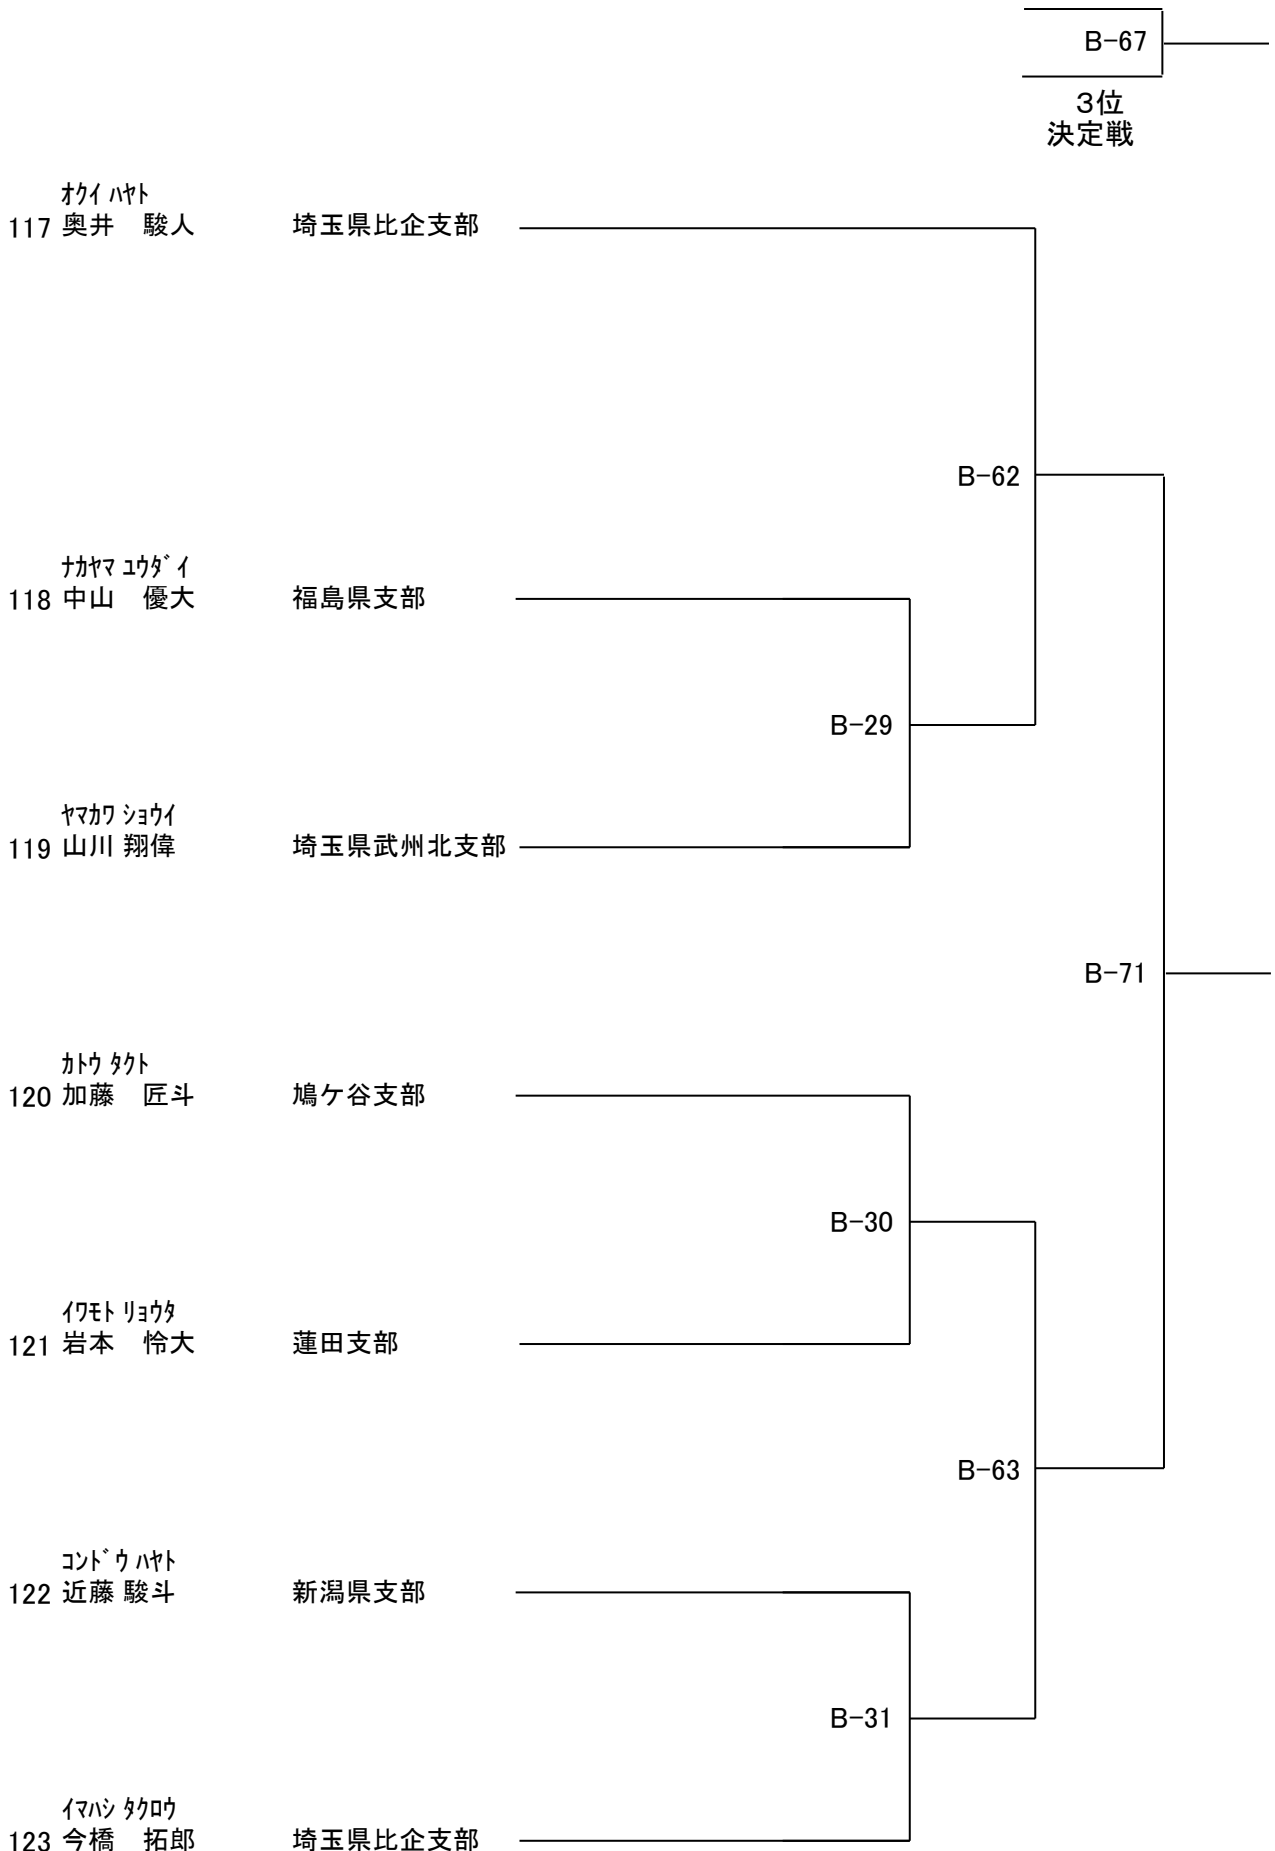 B-67
3位
決定戦
ｵｸｲ ﾊﾔﾄ
117 奥井　駿人 埼玉県比企支部
B-62
ﾅｶﾔﾏ ﾕｳﾀﾞｲ
118 中山　優大 福島県支部
B-29
ﾔﾏｶﾜ ｼｮｳｲ
119 山川 翔偉 埼玉県武州北支部
B-71
ｶﾄｳ ﾀｸﾄ
120 加藤　匠斗 鳩ケ谷支部
B-30
ｲﾜﾓﾄ ﾘｮｳﾀ
121 岩本　怜大 蓮田支部
B-63
ｺﾝﾄﾞｳ ﾊﾔﾄ
122 近藤 駿斗 新潟県支部
B-31
ｲﾏﾊｼ ﾀｸﾛｳ
123 今橋　拓郎 埼玉県比企支部